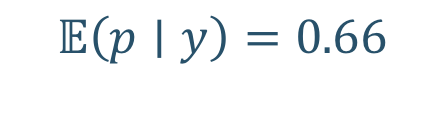 𝔼(𝑝 | 𝑦) = 0.66